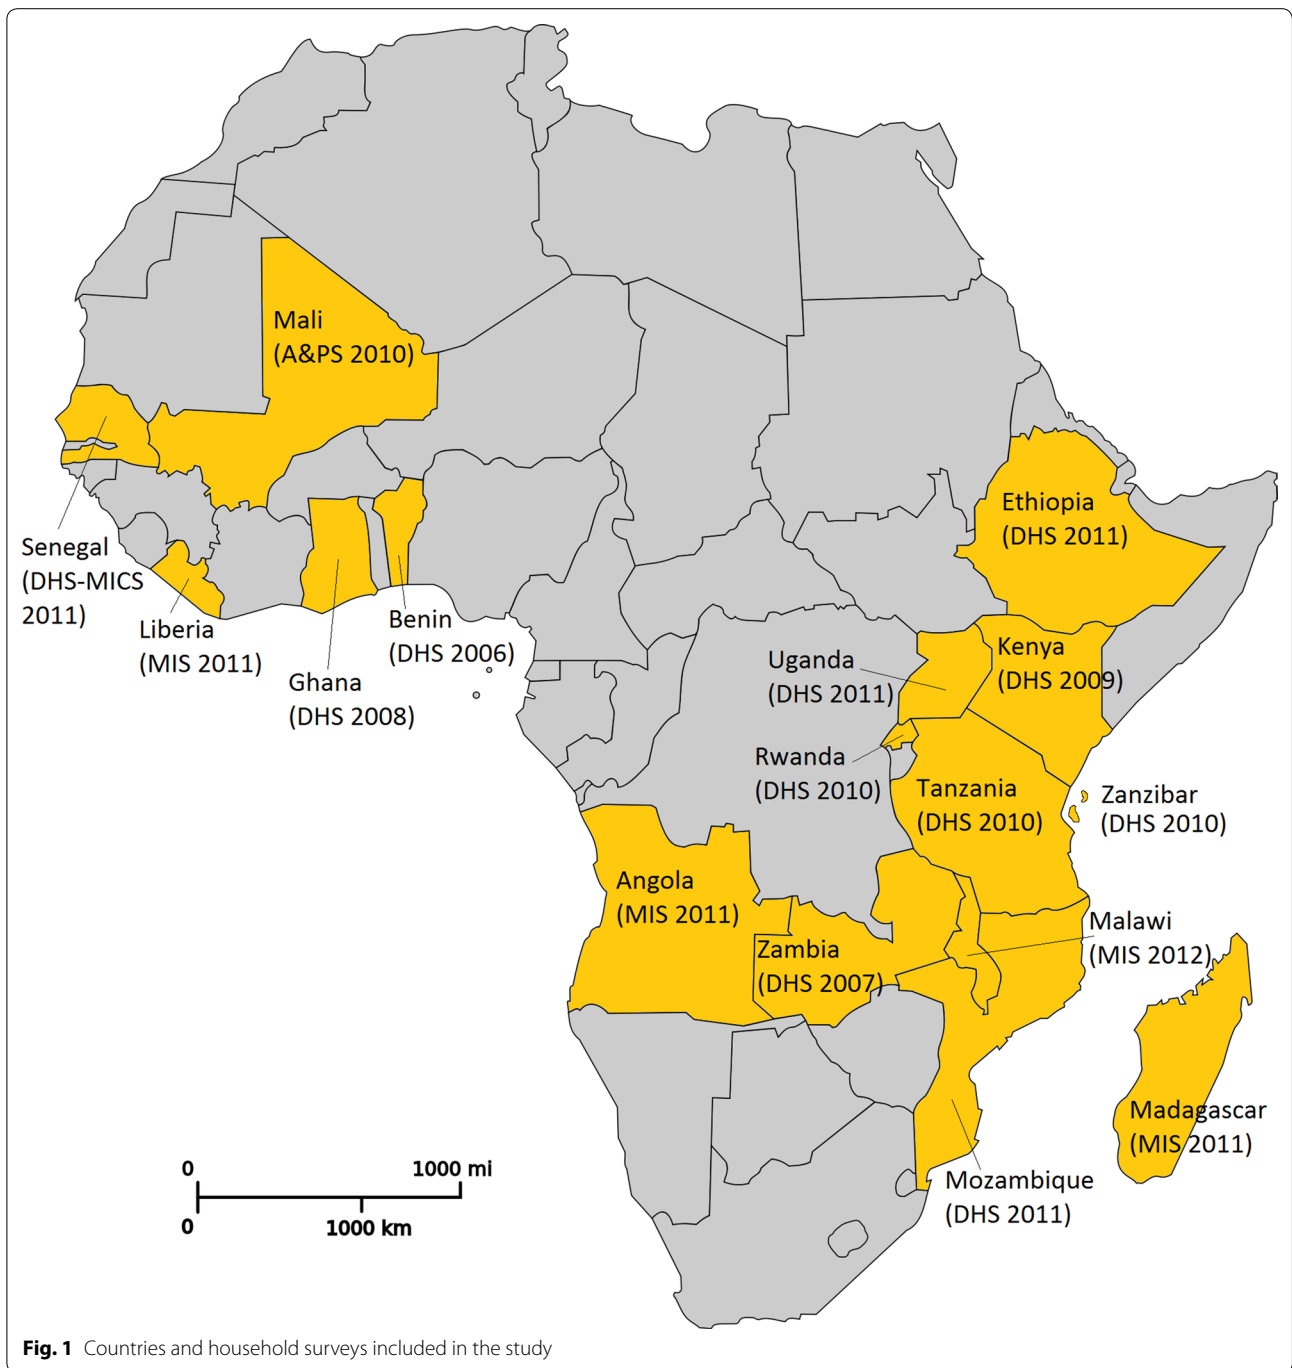 Mali
(A&PS 2010)
Ethiopia
(DHS 2011)
Senegal
(DHS-MICS
2011)
Liberia
(MIS 2011)
Ghana
(DHS 2008)
Benin
(DHS 2006)
Uganda
(DHS 2011)
Kenya
(DHS 2009)
Rwanda
(DHS 2010)
Tanzania
(DHS 2010)
Zanzibar
(DHS 2010)
Angola
(MIS 2011)
Zambia
(DHS 2007)
Malawi
(MIS 2012)
Madagascar
(MIS 2011)
Mozambique
(DHS 2011)
0 1000 mi
0 1000 km
Fig. 1 Countries and household surveys included in the study